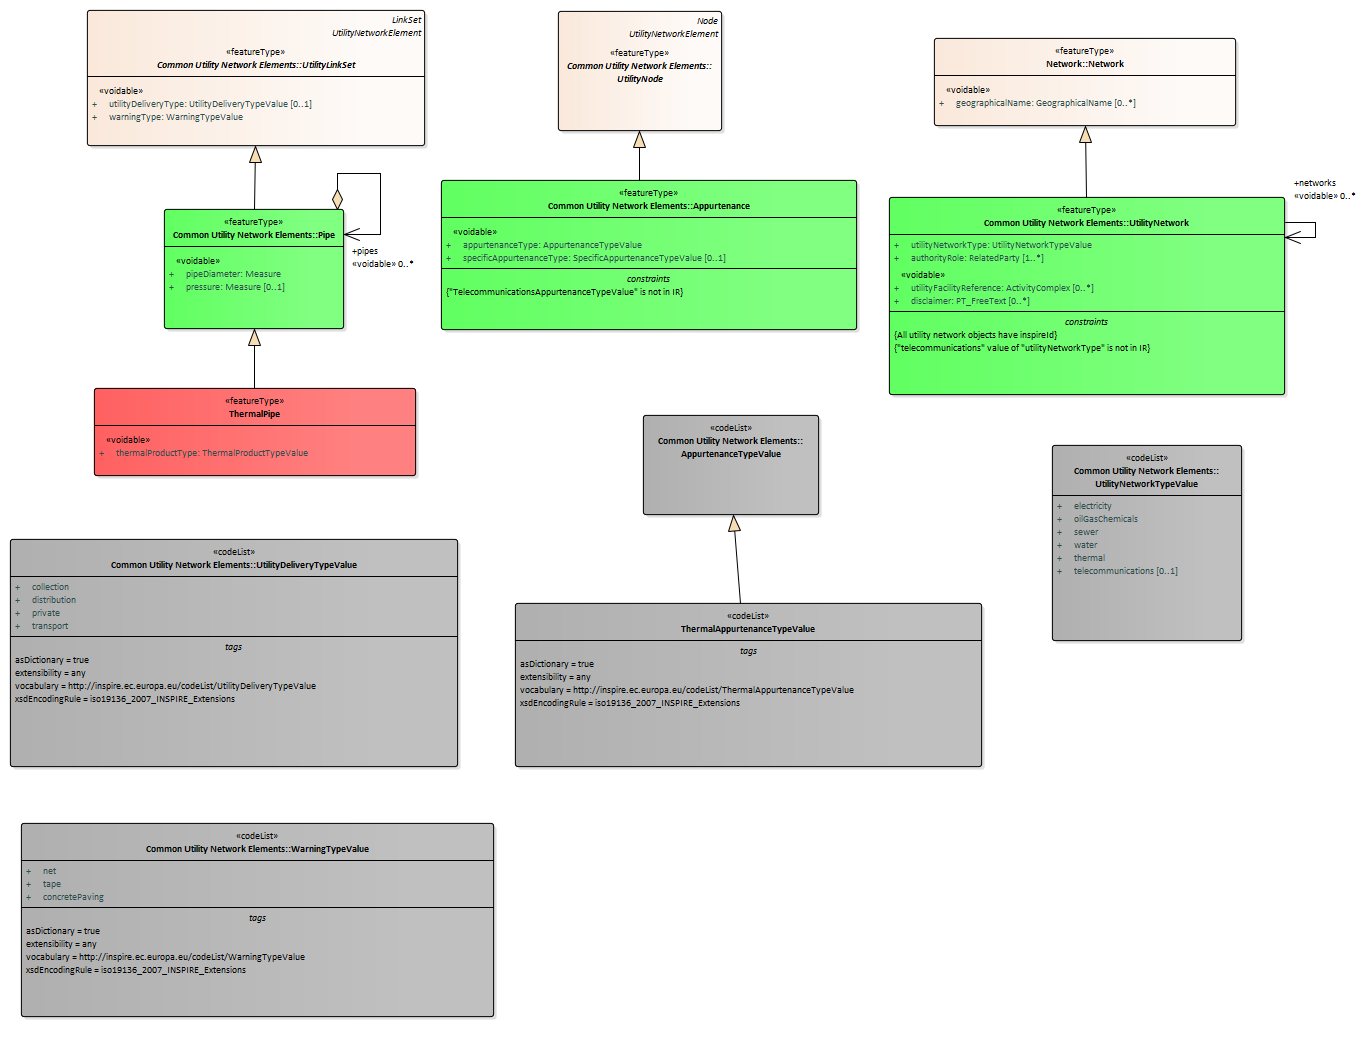 LinkSet
UtilityNetworkElement
«featureType»
Common Utility Network Elements::UtilityLinkSet
«voidable»
+ utilityDeliveryType: UtilityDeliveryTypeValue [0..1]
+ warningType: WarningTypeValue
Node
UtilityNetworkElement
«featureType»
Common Utility Network Elements::
UtilityNode
«featureType»
Network::Network
«voidable»
+ geographicalName: GeographicalName [0..*]
«featureType»
Common Utility Network Elements::Pipe
«voidable»
+ pipeDiameter: Measure
+ pressure: Measure [0..1]
+pipes
«voidable» 0..*
«featureType»
Common Utility Network Elements::Appurtenance
«voidable»
+ appurtenanceType: AppurtenanceTypeValue
+ specificAppurtenanceType: SpecificAppurtenanceTypeValue [0..1]
constraints
{"TelecommunicationsAppurtenanceTypeValue" is not in IR}
«featureType»
Common Utility Network Elements::UtilityNetwork
+ utilityNetworkType: UtilityNetworkTypeValue
+ authorityRole: RelatedParty [1..*]
«voidable»
+ utilityFacilityReference: ActivityComplex [0..*]
+ disclaimer: PT_FreeText [0..*]
constraints
{All utility network objects have inspireId}
{"telecommunications" value of "utilityNetworkType" is not in IR}
+networks
«voidable» 0..*
«featureType»
ThermalPipe
«voidable»
+ thermalProductType: ThermalProductTypeValue
«codeList»
Common Utility Network Elements::
AppurtenanceTypeValue
«codeList»
Common Utility Network Elements::
UtilityNetworkTypeValue
+ electricity
+ oilGasChemicals
+ sewer
+ water
+ thermal
+ telecommunications [0..1]
«codeList»
Common Utility Network Elements::UtilityDeliveryTypeValue
+ collection
+ distribution
+ private
+ transport
tags
asDictionary = true
extensibility = any
vocabulary = http://inspire.ec.europa.eu/codeList/UtilityDeliveryTypeValue
xsdEncodingRule = iso19136_2007_INSPIRE_Extensions
«codeList»
ThermalAppurtenanceTypeValue
tags
asDictionary = true
extensibility = any
vocabulary = http://inspire.ec.europa.eu/codeList/ThermalAppurtenanceTypeValue
xsdEncodingRule = iso19136_2007_INSPIRE_Extensions
«codeList»
Common Utility Network Elements::WarningTypeValue
+ net
+ tape
+ concretePaving
tags
asDictionary = true
extensibility = any
vocabulary = http://inspire.ec.europa.eu/codeList/WarningTypeValue
xsdEncodingRule = iso19136_2007_INSPIRE_Extensions